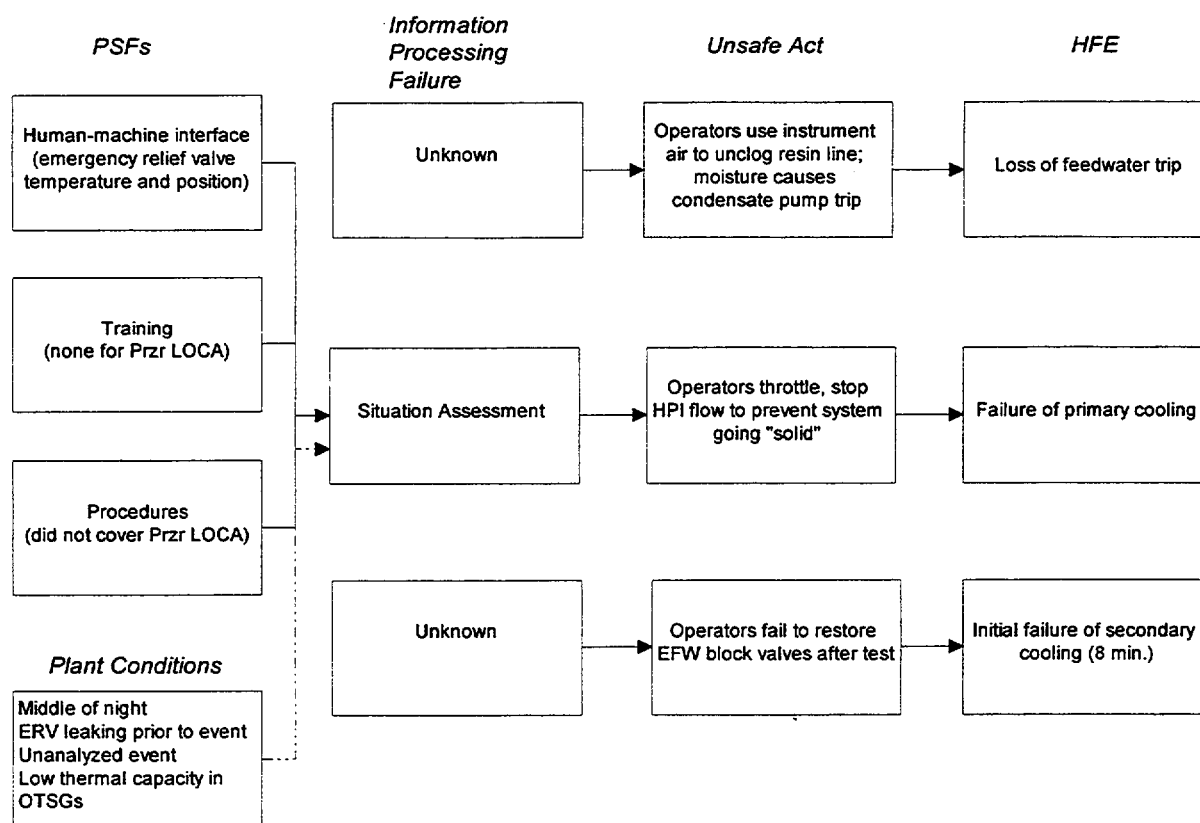 PSFs
Information
Processing
Failure
Unsafe Act
HFE
Human-machine interface
(emergency relief valve
temperature and position)
Unknown
Operators use instrument
air to unclog resin line;
moisture causes
condensate pump trip
Loss of feedwater trip
Training
(none for Przr LOCA)
Situation Assessment
Operators throttle, stop
HPI flow to prevent system
going "solid"
Failure of primary cooling
Procedures
(did not cover Przr LOCA)
Unknown
Operators fail to restore
EFW block valves after test
Initial failure of secondary
cooling (8 min.)
Plant Conditions
Middle of night
ERV leaking prior to event
Unanalyzed event
Low thermal capacity in
OTSGs